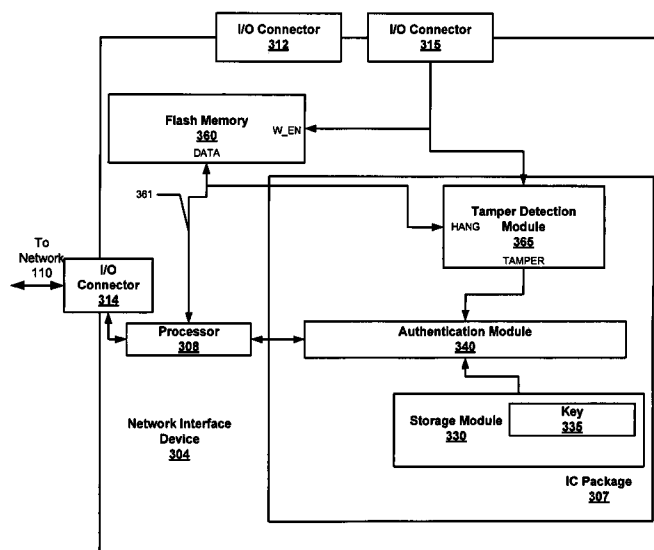 I/O Connector
312
I/O Connector
315
Flash Memory
360
W_EN
DATA
361
Tamper Detection
Module
365
HANG
TAMPER
To
Network
110
I/O
Connector
314
Processor
308
Authentication Module
340
Storage Module
330
Key
335
Network Interface
Device
304
IC Package
307